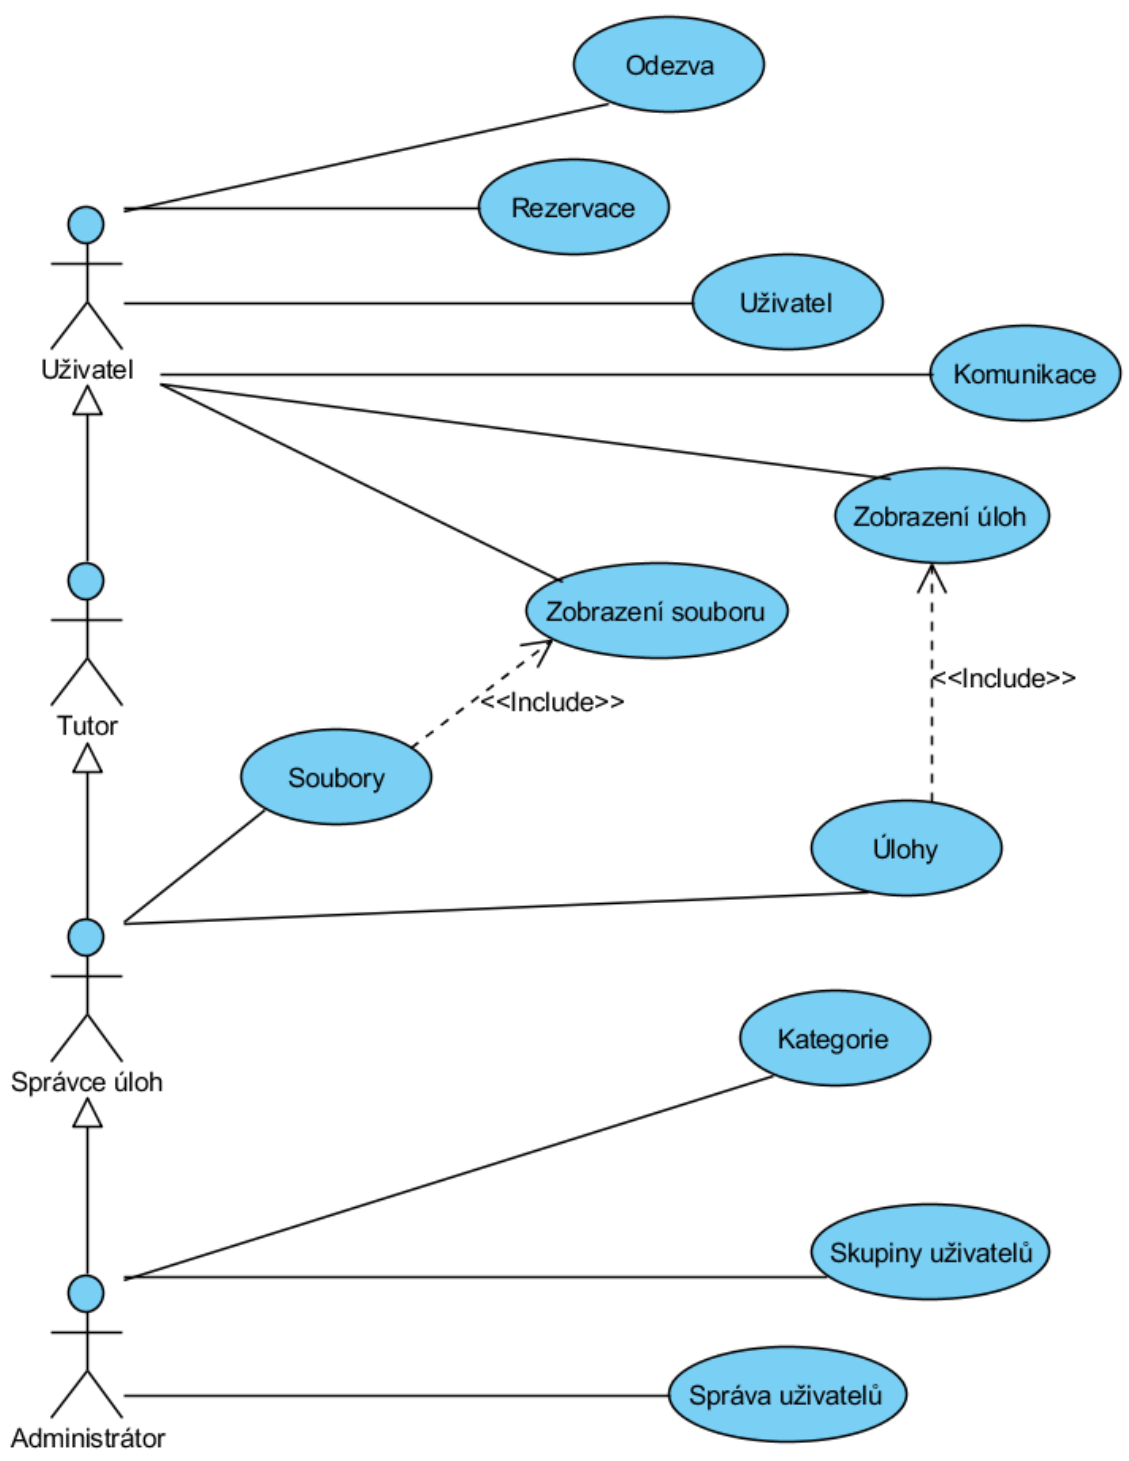 Odezva
Rezervace
Uživatel
Uživatel
Komunikace
Zobrazení úloh
Zobrazení souboru
<<Include>>
<<Include>>
Tutor
Soubory
Úlohy
Kategorie
Správce úloh
Skupiny uživatelů
Správa uživatelů
Administrátor